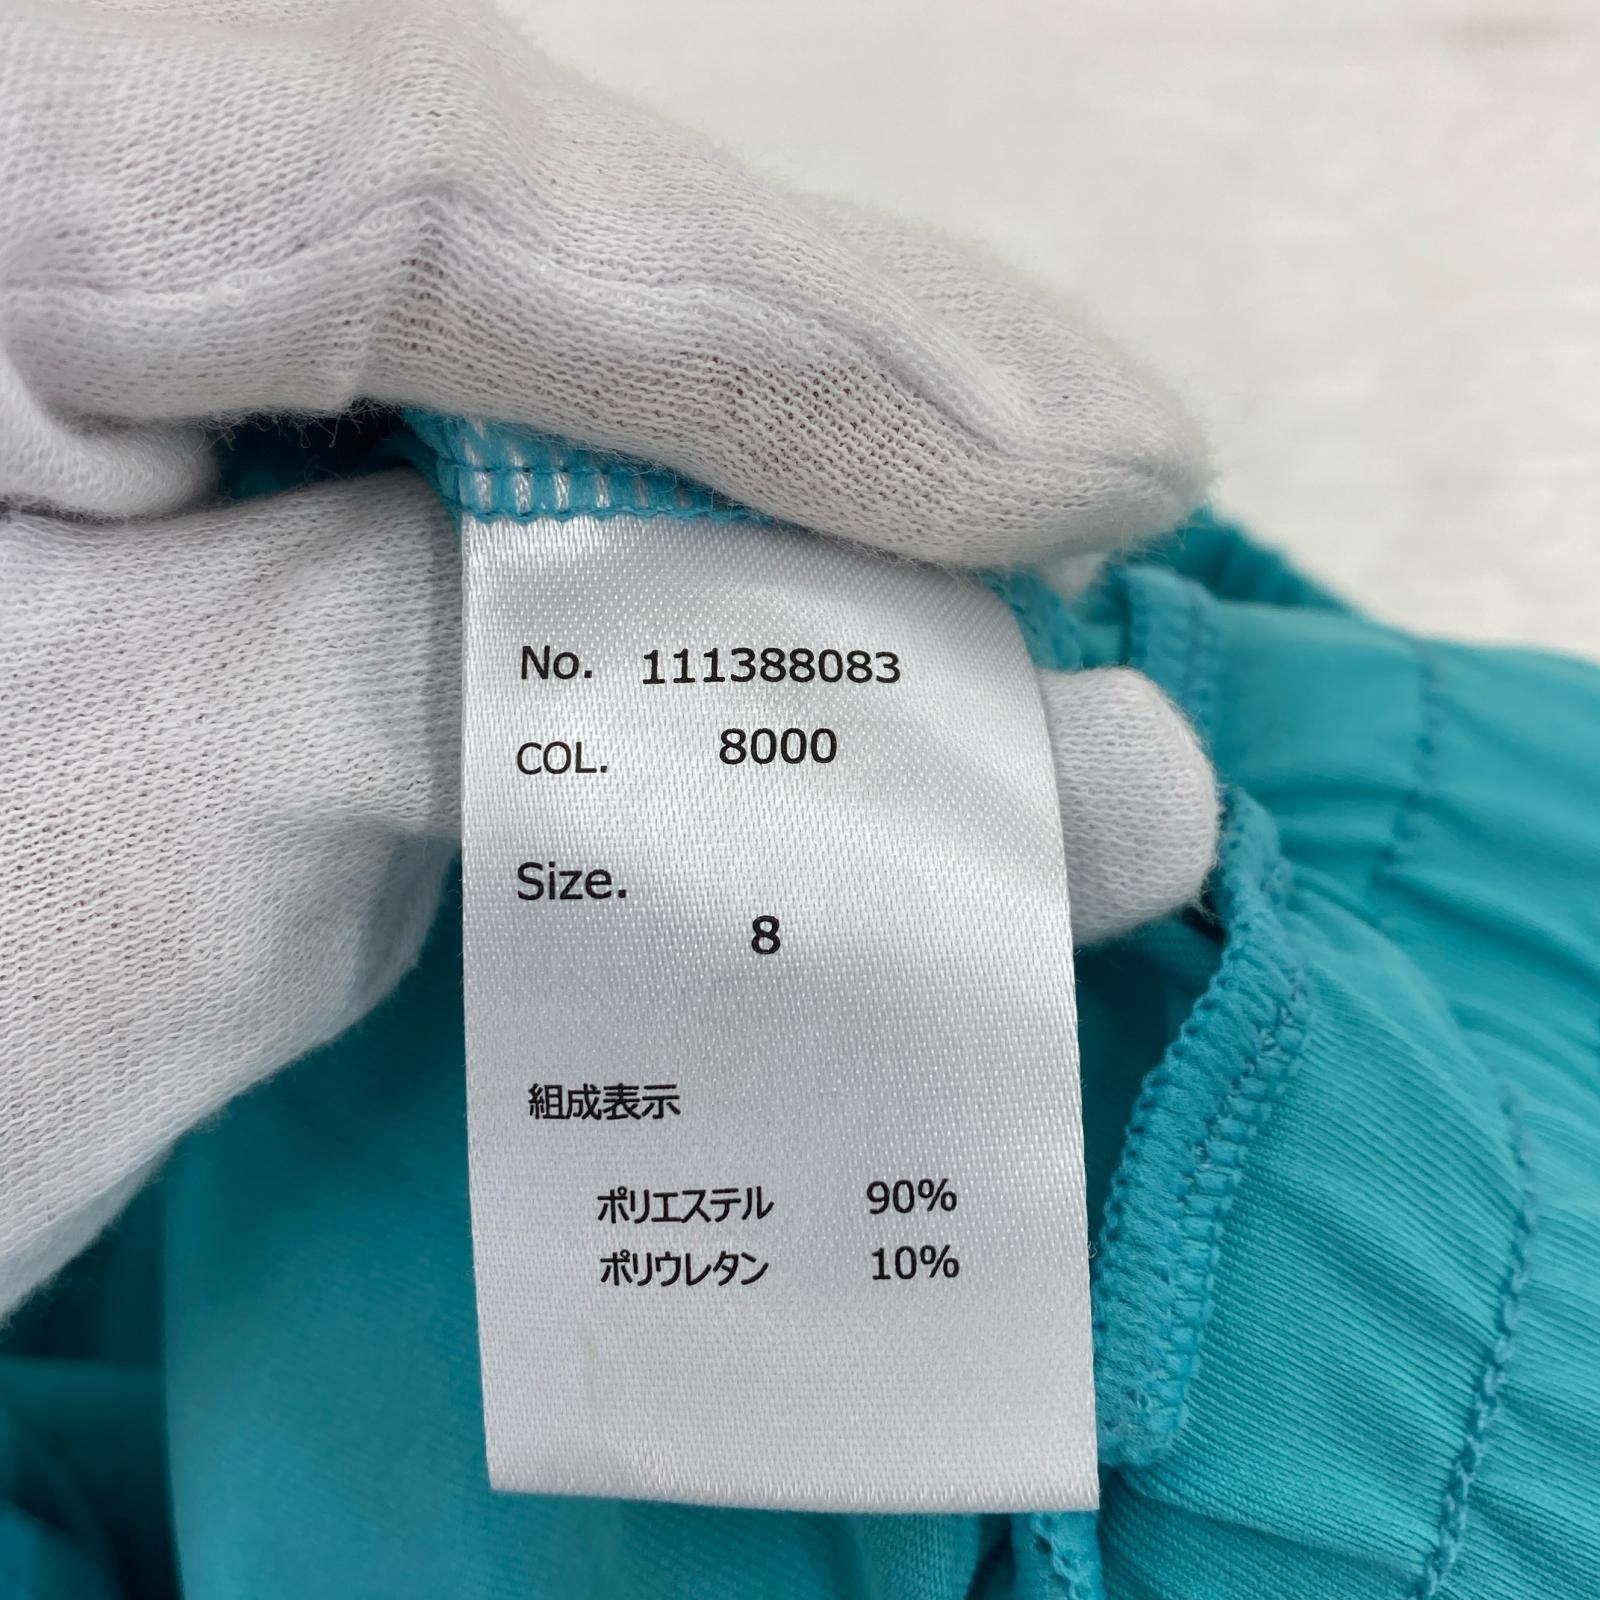 No. 111388083
COL. 8000
Size.
8
組成表示
ポリエステル 90%
ポリウレタン 10%